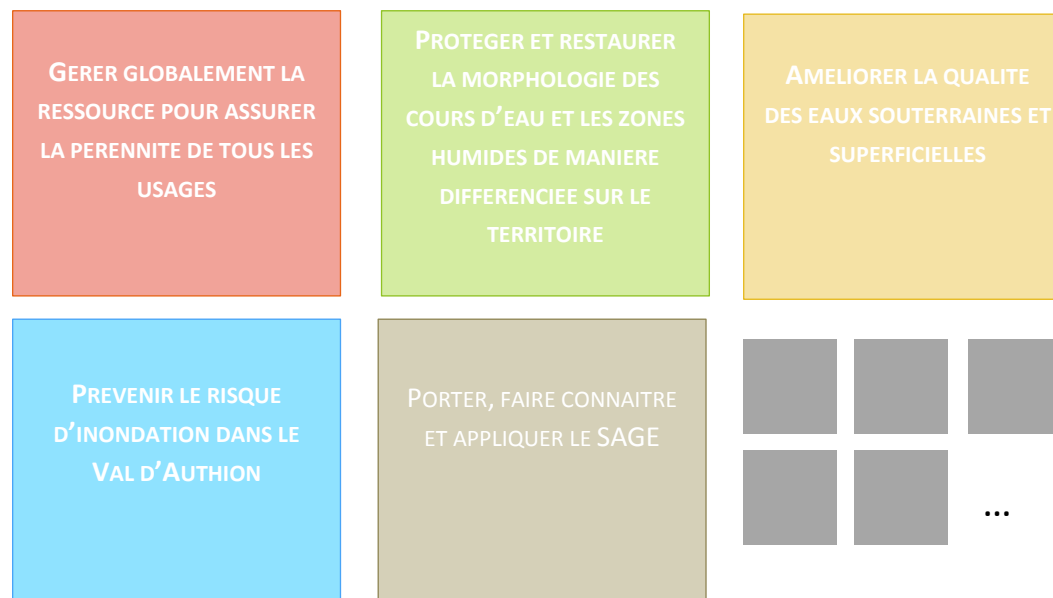 GERER GLOBALEMENT LA
RESSOURCE POUR ASSURER
LA PERENNITE DE TOUS LES
USAGES
PROTEGER ET RESTAURER
LA MORPHOLOGIE DES
COURS D'EAU ET LES ZONES
HUMIDES DE MANIERE
DIFFERENCIEE SUR LE
TERRITOIRE
AMELIORER LA QUALITE
DES EAUX SOUTERRAINES ET
SUPERFICIELLES
PREVENIR LE RISQUE
D'INONDATION DANS LE
VAL D'AUTHION
PORTER, FAIRE CONNAITRE
ET APPLIQUER LE SAGE
...